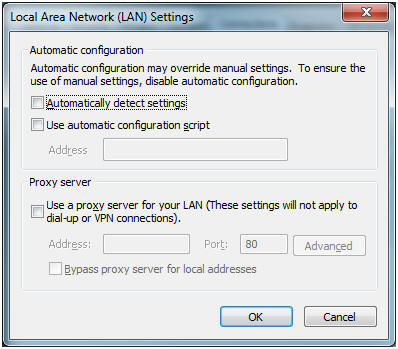 Local Area Network (LAN) Settings
Automatic configuration
Automatic configuration may override manual settings. To ensure the
use of manual settings, disable automatic configuration.
Automatically detect settings
Use automatic configuration script
Address
Proxy server
Use a proxy server for your LAN (These settings will not apply to
dial-up or VPN connections).
Address: Port: 80 Advanced
Bypass proxy server for local addresses
OK Cancel